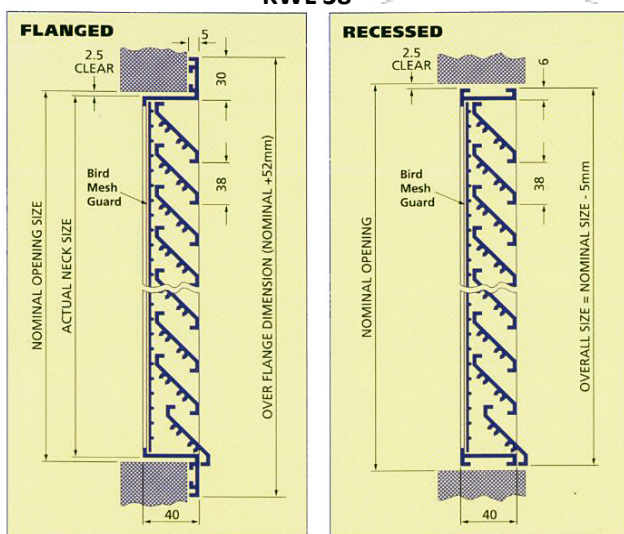 RWL 38
FLANGED
5
2.5
CLEAR
30
38
Bird
Mesh
Guard
NOMINAL OPENING SIZE
ACTUAL NECK SIZE
OVER FLANGE DIMENSION (NOMINAL +52mm)
40
RECESSED
2.5
CLEAR
6
38
Bird
Mesh
Guard
NOMINAL OPENING
OVERALL SIZE = NOMINAL SIZE - 5mm
40